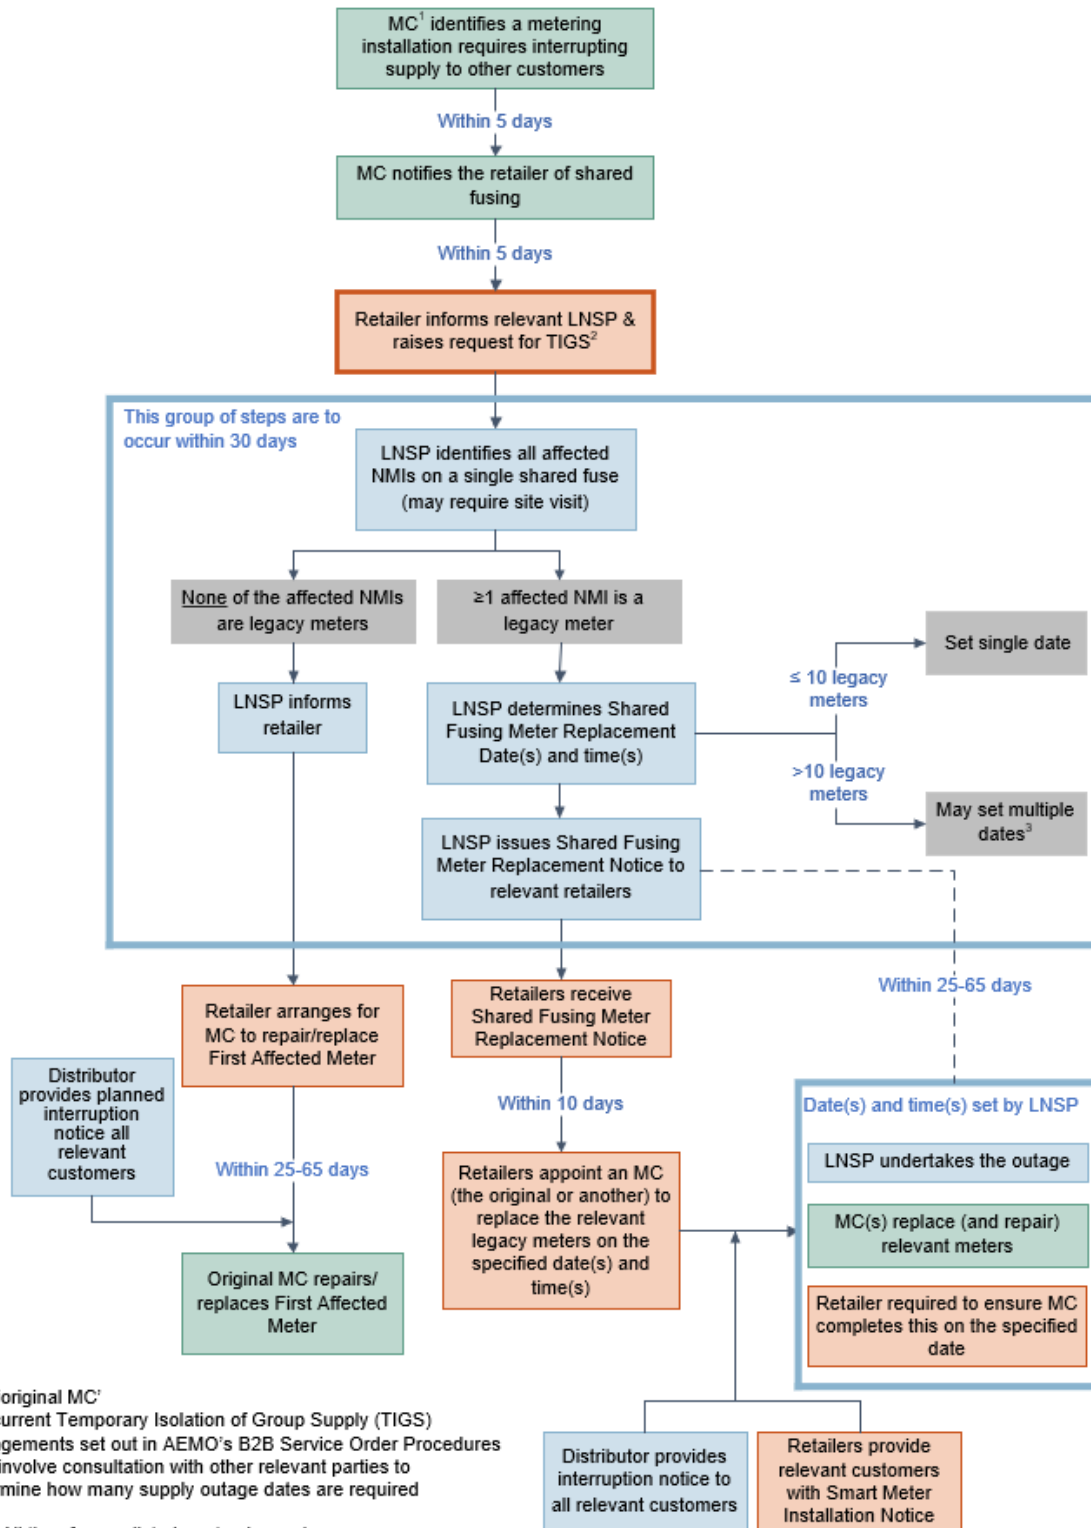 MC¹ identifies a metering
installation requires interrupting
supply to other customers
Within 5 days
MC notifies the retailer of shared
fusing
Within 5 days
Retailer informs relevant LNSP &
raises request for TIGS²
This group of steps are to
occur within 30 days
LNSP identifies all affected
NMIs on a single shared fuse
(may require site visit)
None of the affected NMIs
are legacy meters
≥1 affected NMI is a
legacy meter
Set single date
≤ 10 legacy
meters
LNSP informs
retailer
LNSP determines Shared
Fusing Meter Replacement
Date(s) and time(s)
>10 legacy
meters
May set multiple
dates³
LNSP issues Shared Fusing
Meter Replacement Notice to
relevant retailers
Within 25-65 days
Retailer arranges for
MC to repair/replace
First Affected Meter
Retailers receive
Shared Fusing Meter
Replacement Notice
Distributor
provides planned
interruption
notice all
relevant
customers
Within 10 days
Within 25-65 days
Date(s) and time(s) set by LNSP
LNSP undertakes the outage
MC(s) replace (and repair)
relevant meters
Retailer required to ensure MC
completes this on the specified
date
Retailers appoint an MC
(the original or another) to
replace the relevant
legacy meters on the
specified date(s) and
time(s)
Original MC repairs/
replaces First Affected
Meter
original MC'
current Temporary Isolation of Group Supply (TIGS)
ngements set out in AEMO's B2B Service Order Procedures
involve consultation with other relevant parties to
rmine how many supply outage dates are required
Distributor provides
interruption notice to
all relevant customers
Retailers provide
relevant customers
with Smart Meter
Installation Notice